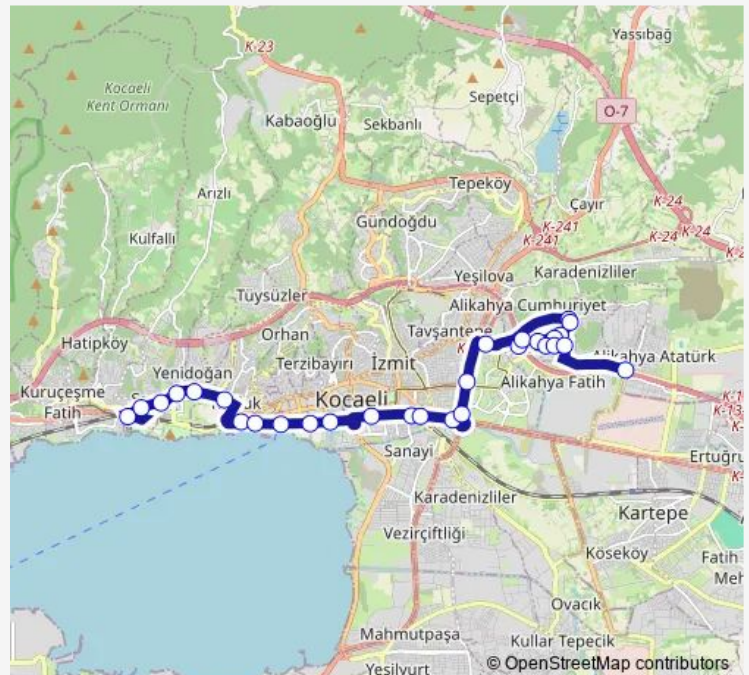 Yassıbağ
K-23
Kocaeli
Kent Ormanı
Sepetçi
O-7
Kabaoğlu
Sekbanlı
Tepeköy
Arızlı
Çayır
K-24
Gündoğdu
K-241
K-241
Kulfallı
K-24
K-24
Yeşilova
Karadenizliler
Tuysüzler
Alikahya Cumhuriyet
Hatipköy
Orhan
Tavşantepe
Yenidoğan
Terzibayırı
İzmit
Alikahya Atatürk
Kuruçeşme
Fatih
Kocaeli
Alikahya Fatih
Sanayi
Ertuğru
Karadenizliler
Kartepe
Vezirçiftliği
Köseköy
Fatih
Meh
Ovacık
Mahmutpaşa
Kullar Tepecik
Yeşilyurt
© OpenStreetMap contributors